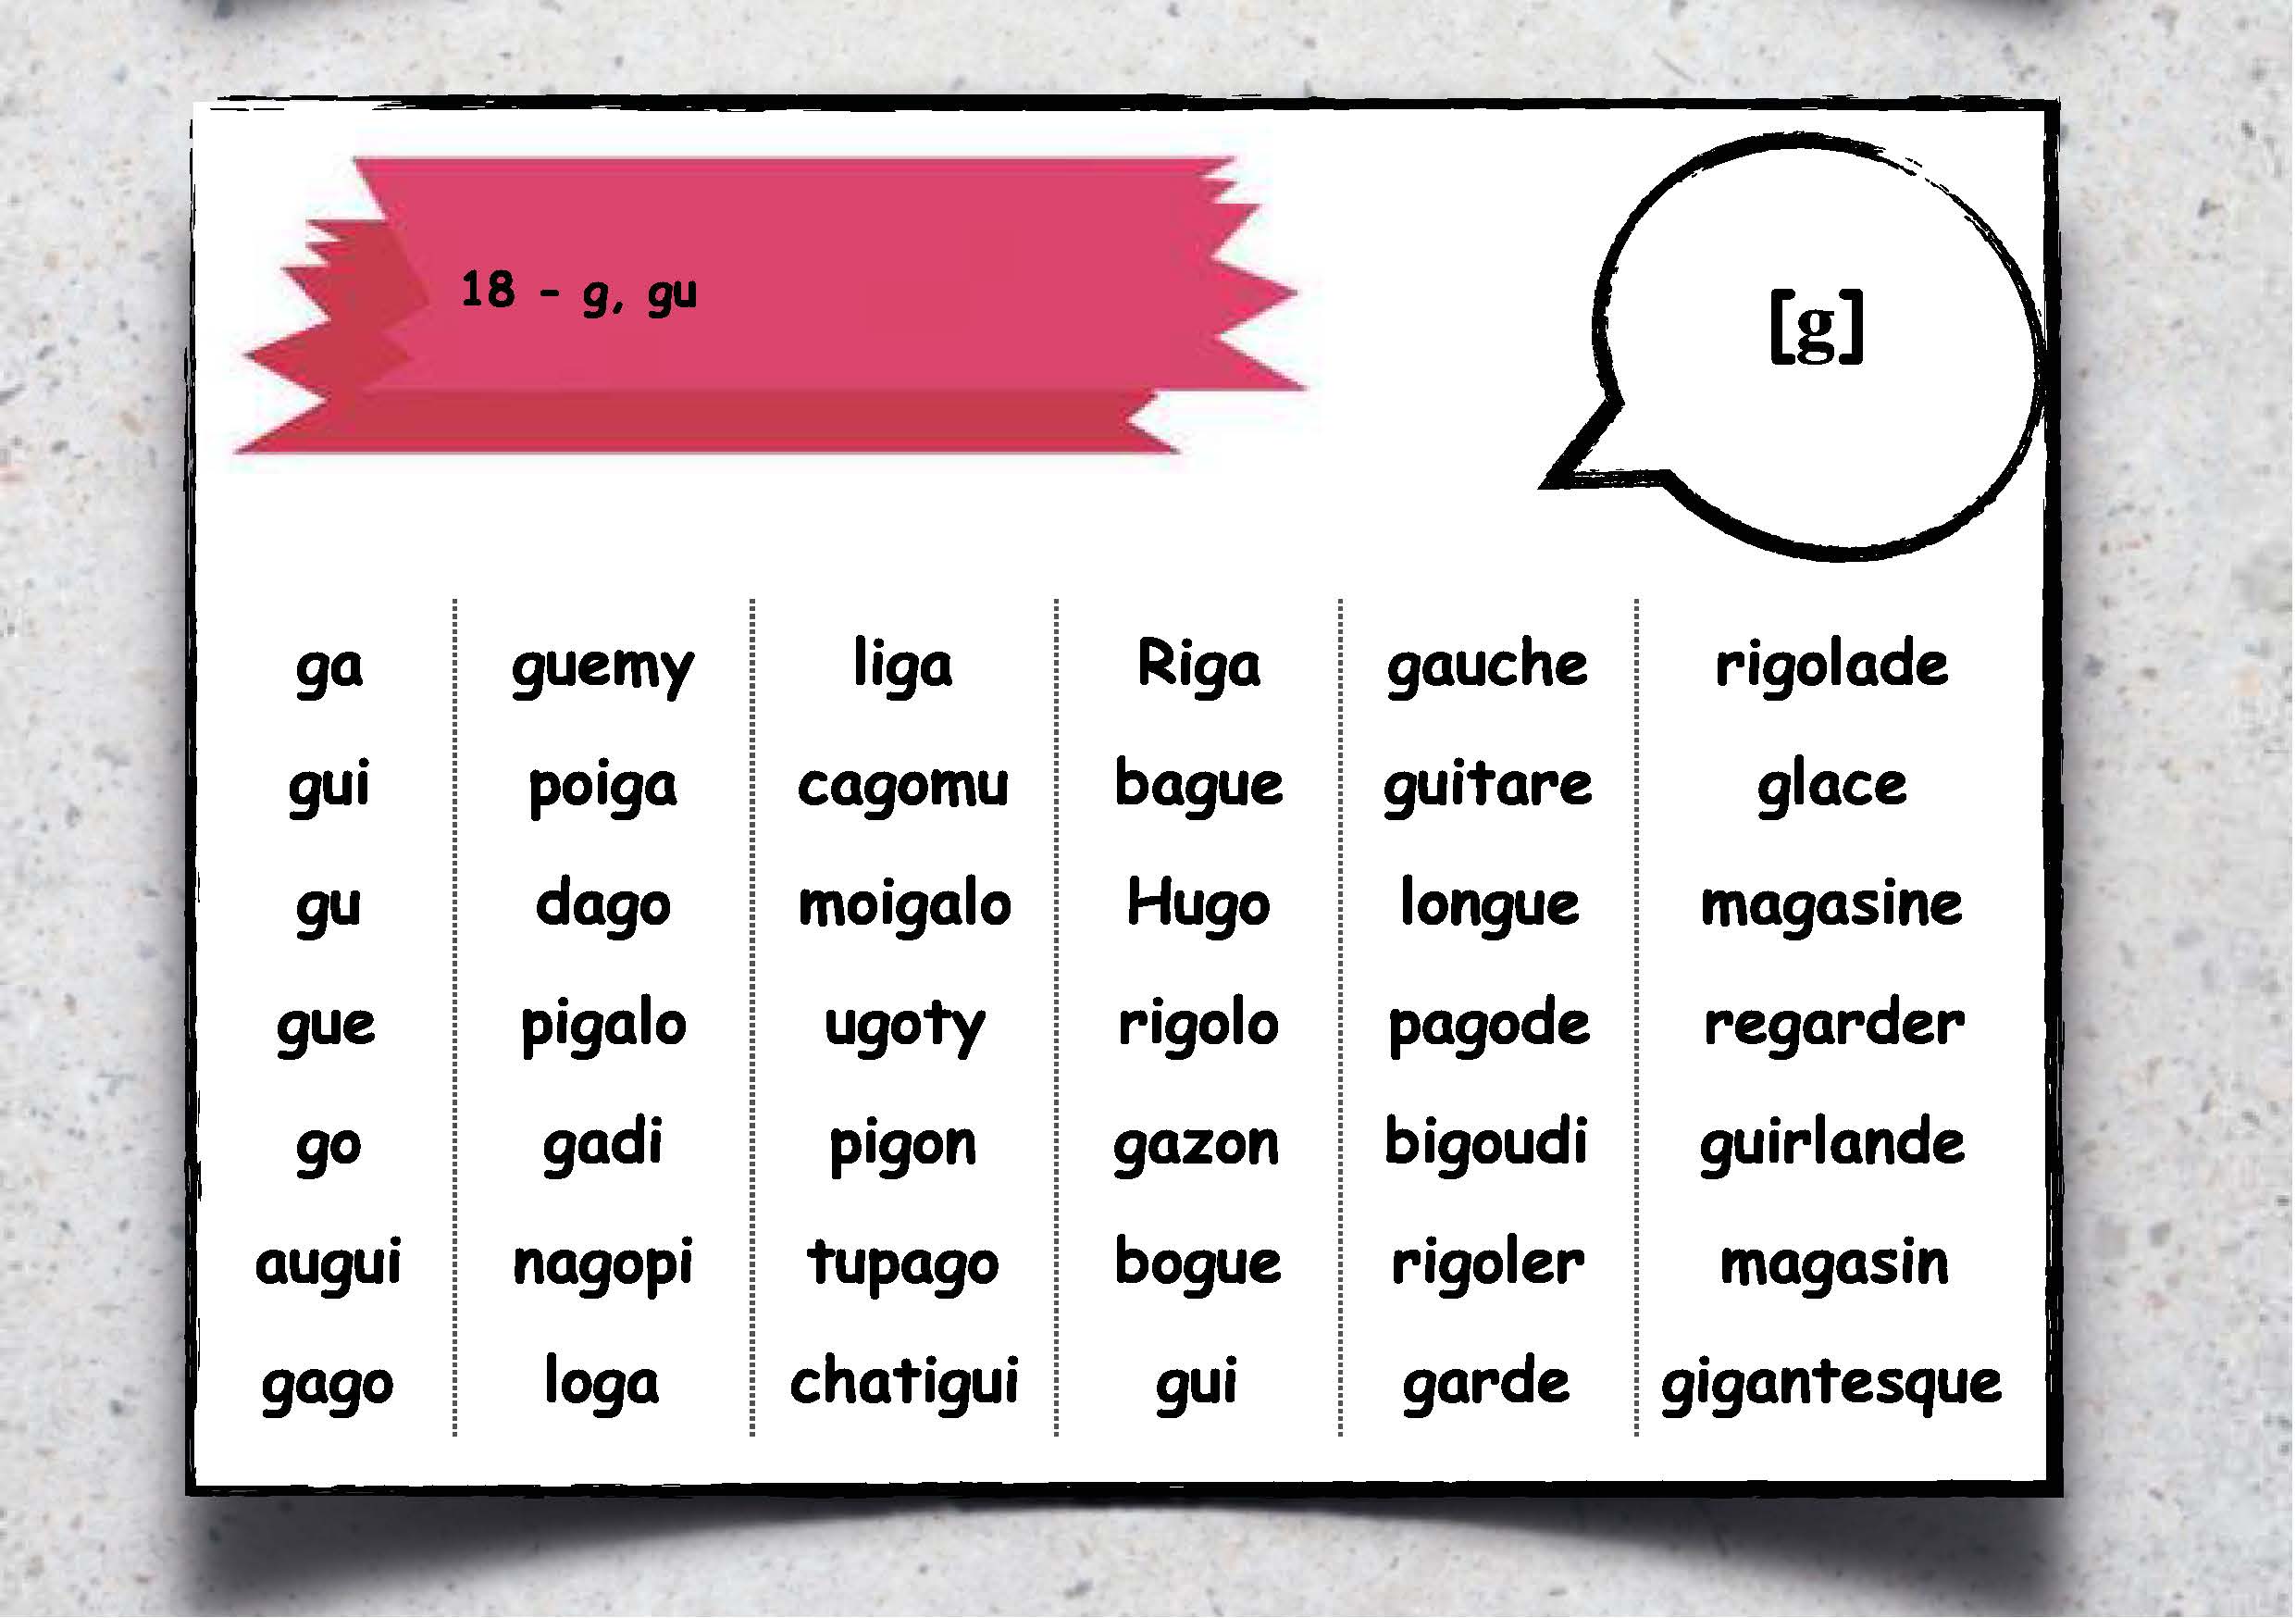 18 - g, gu
[g]
ga guemy liga Riga gauche rigolade
gui poiga cagomu bague guitare glace
gu dago moigalo Hugo longue magasine
gue pigalo ugoty rigolo pagode regarder
go gadi pigon gazon bigoudi guirlande
augui nagopi tupago bogue rigoler magasin
gago loga chatigui gui garde gigantesque